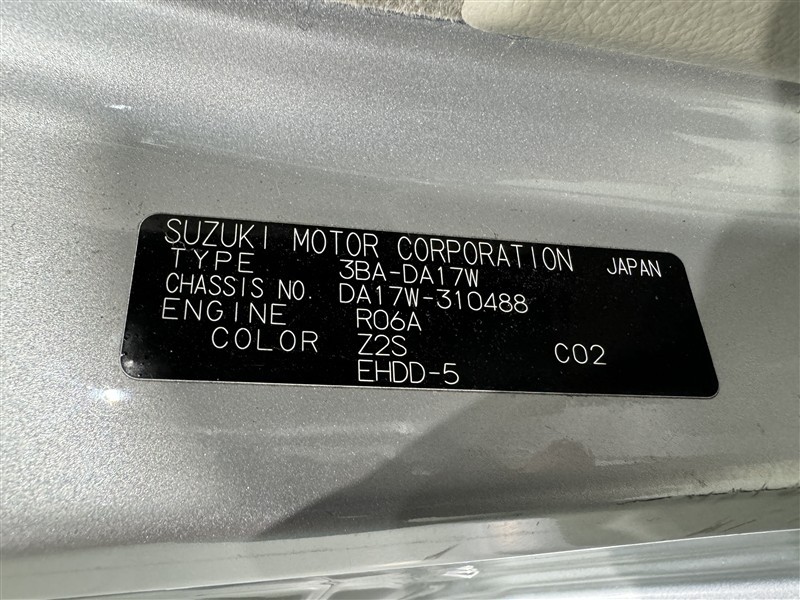 SUZUKI MOTOR CORPORATION JAPAN
TYPE 3BA-DA17W
CHASSIS NO. DA17W-310488
ENGINE R06A
COLOR Z2S C02
EHDD-5